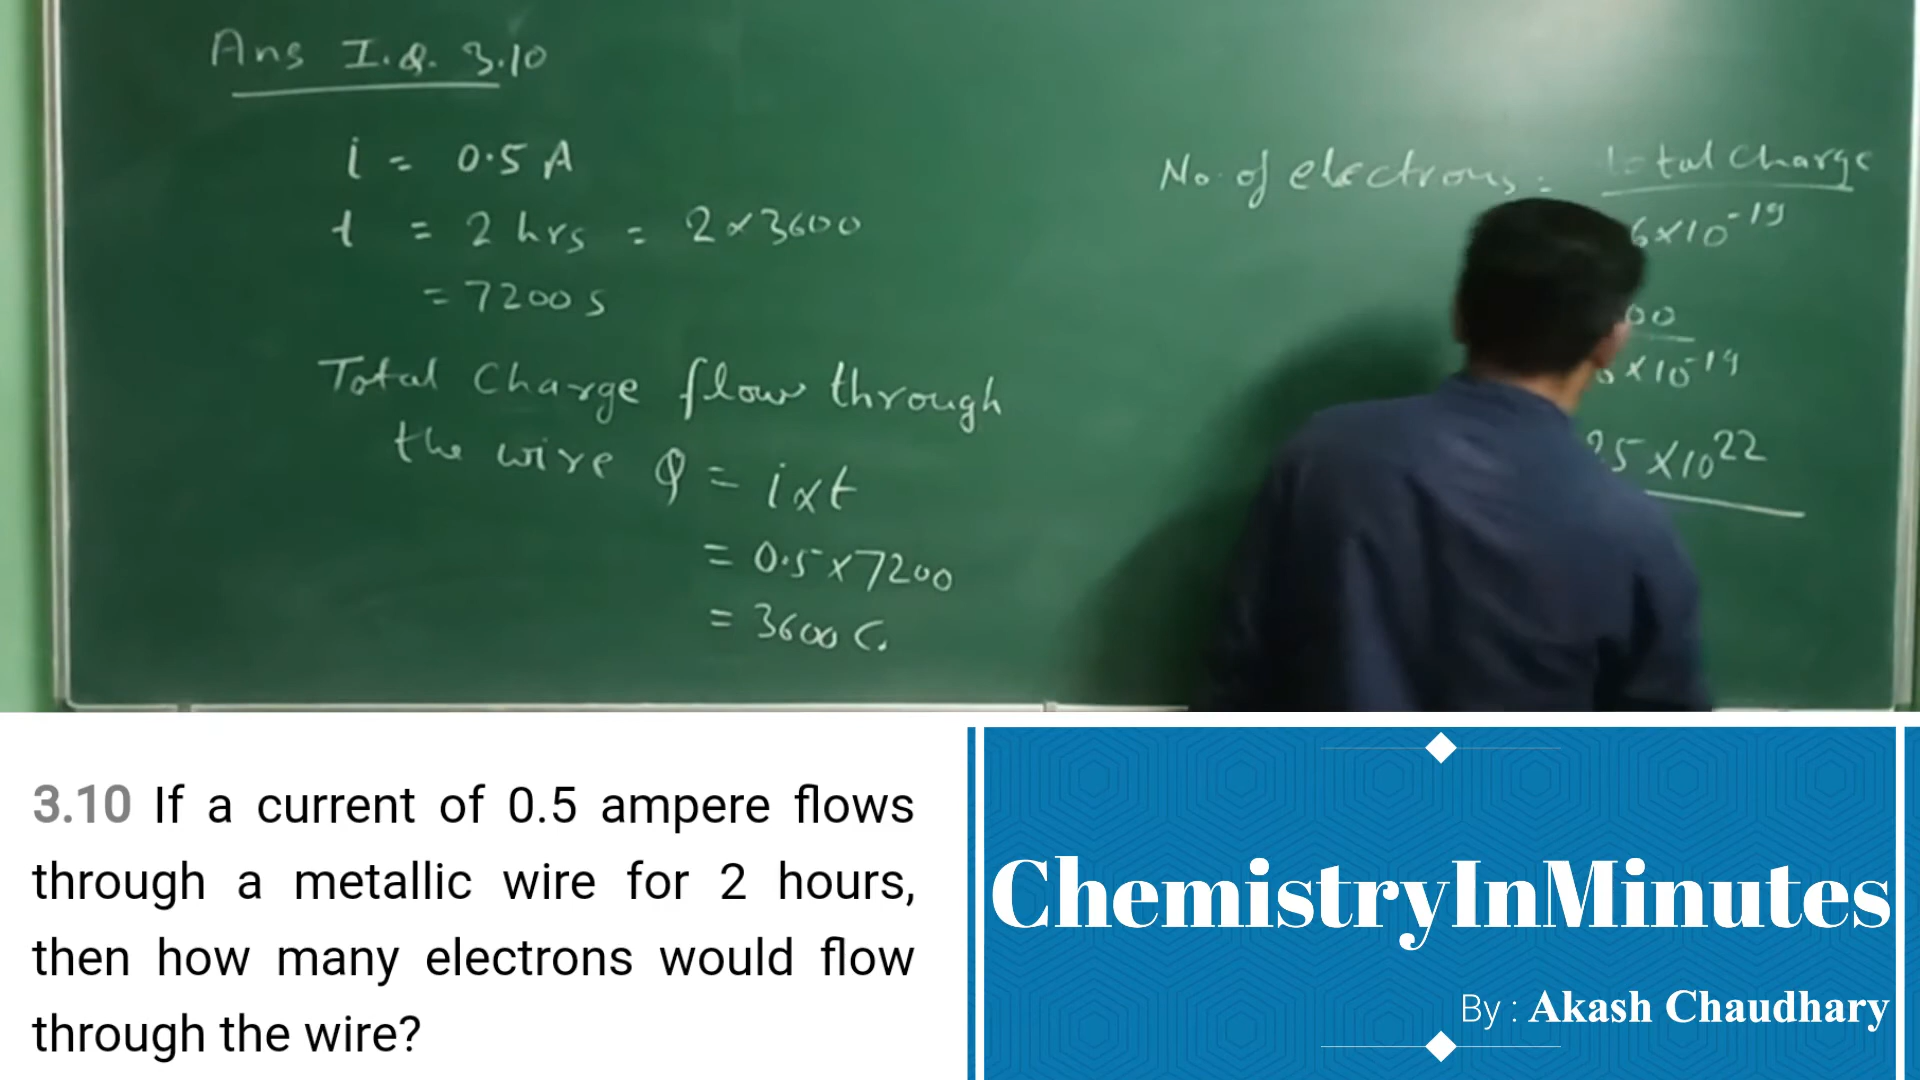 Ans I.Q. 3.10
i = 0.5 A
t = 2 hrs = 2 × 3600
= 7200 s
Total Charge flow through
the wire Q = i × t
= 0.5 × 7200
= 3600 C.
No. of electrons = total Charge
6 × 10⁻¹⁹
00
× 10⁻¹⁹
25 × 10²²
3.10 If a current of 0.5 ampere flows
through a metallic wire for 2 hours,
then how many electrons would flow
through the wire?
ChemistryInMinutes
By : Akash Chaudhary